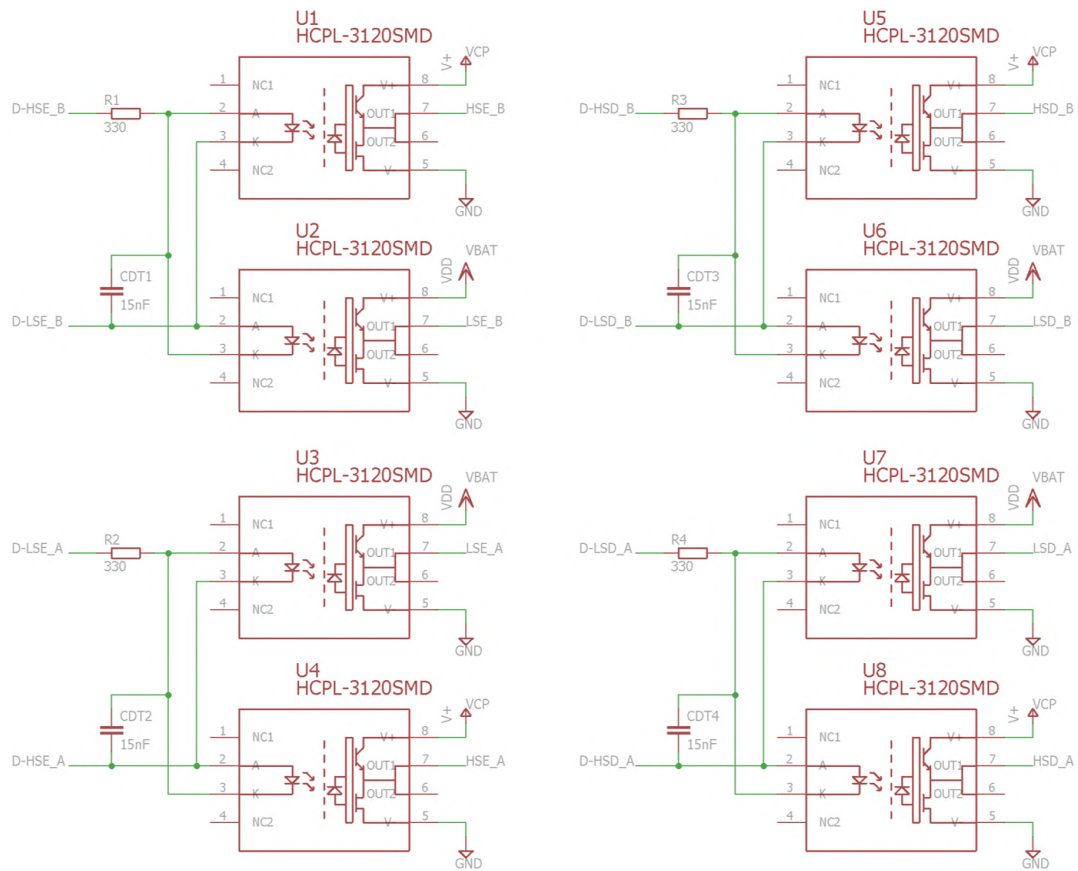 U1
HCPL-3120SMD
V+
VCP
1
NC1
V+
8
D-HSE_B
R1
330
2
A
OUT1
7
HSE_B
3
K
OUT2
6
4
NC2
V-
5
GND
U2
HCPL-3120SMD
VDD
VBAT
CDT1
15nF
1
NC1
V+
8
D-LSE_B
2
A
OUT1
7
LSE_B
3
K
OUT2
6
4
NC2
V-
5
GND
U3
HCPL-3120SMD
VDD
VBAT
1
NC1
V+
8
D-LSE_A
R2
330
2
A
OUT1
7
LSE_A
3
K
OUT2
6
4
NC2
V-
5
GND
U4
HCPL-3120SMD
V+
VCP
CDT2
15nF
1
NC1
V+
8
D-HSE_A
2
A
OUT1
7
HSE_A
3
K
OUT2
6
4
NC2
V-
5
GND
U5
HCPL-3120SMD
V+
VCP
1
NC1
V+
8
D-HSD_B
R3
330
2
A
OUT1
7
HSD_B
3
K
OUT2
6
4
NC2
V-
5
GND
U6
HCPL-3120SMD
VDD
VBAT
CDT3
15nF
1
NC1
V+
8
D-LSD_B
2
A
OUT1
7
LSD_B
3
K
OUT2
6
4
NC2
V-
5
GND
U7
HCPL-3120SMD
VDD
VBAT
1
NC1
V+
8
D-LSD_A
R4
330
2
A
OUT1
7
LSD_A
3
K
OUT2
6
4
NC2
V-
5
GND
U8
HCPL-3120SMD
V+
VCP
CDT4
15nF
1
NC1
V+
8
D-HSD_A
2
A
OUT1
7
HSD_A
3
K
OUT2
6
4
NC2
V-
5
GND